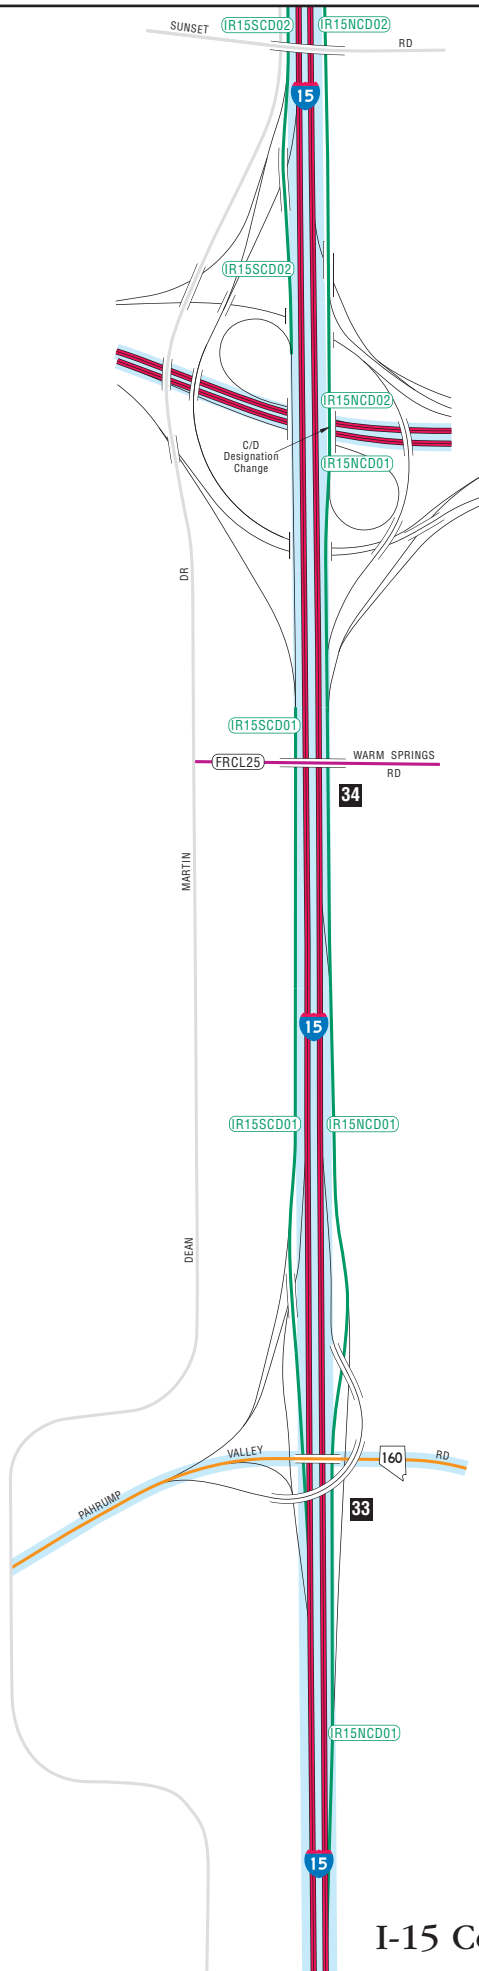 SUNSET
IR15SCD02
IR15NCD02
RD
15
IR15SCD02
IR15NCD02
C/D
Designation
Change
IR15NCD01
DR
IR15SCD01
WARM SPRINGS
FRCL25
RD
34
MARTIN
15
IR15SCD01
IR15NCD01
DEAN
VALLEY
RD
160
PAHRUMP
33
IR15NCD01
15
I-15 C